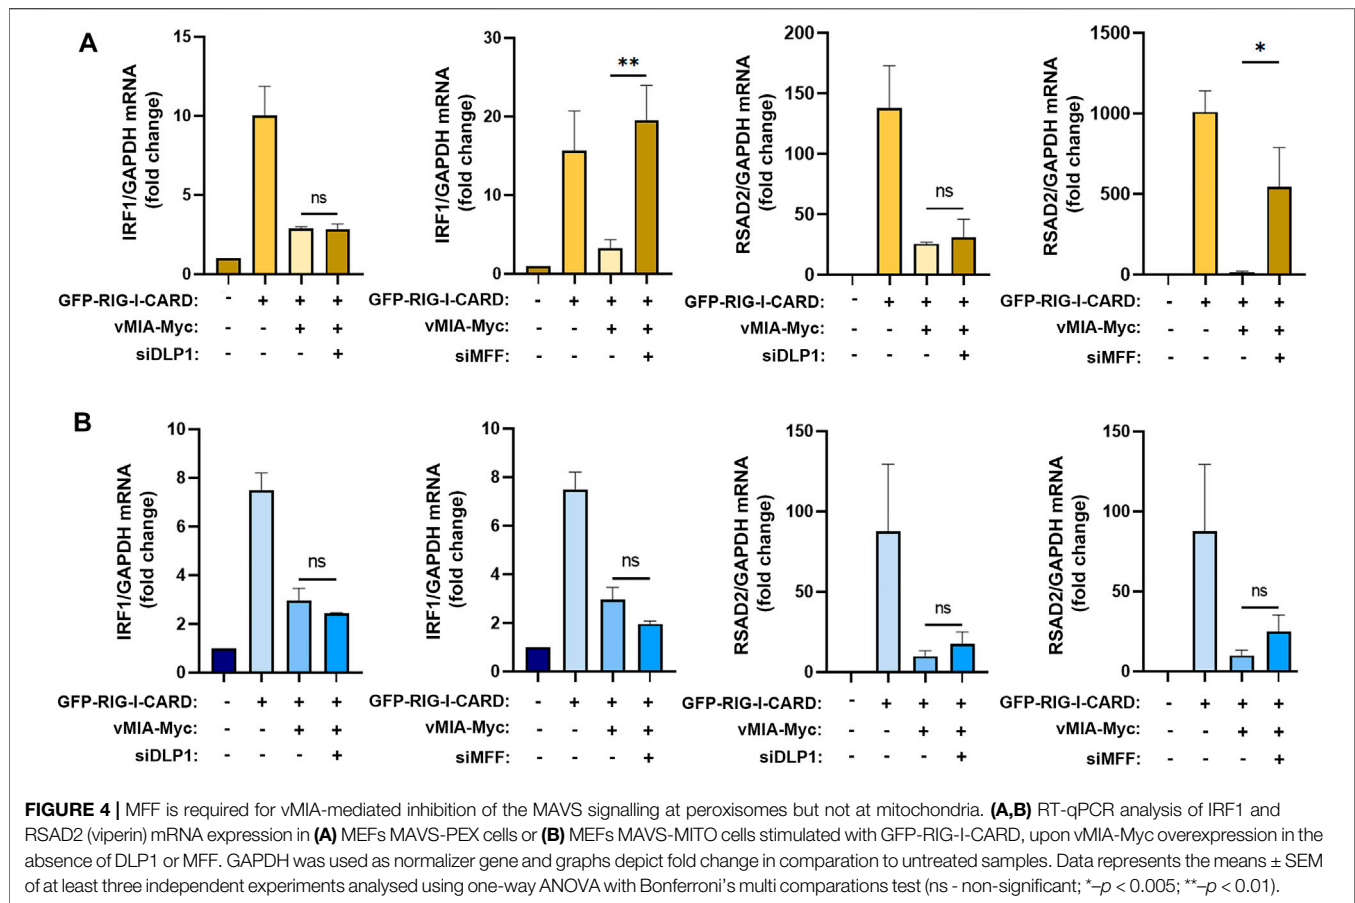 A
IRF1/GAPDH mRNA
(fold change)
15
10
5
0
ns
GFP-RIG-I-CARD: - + + +
vMIA-Myc: - - + +
siDLP1: - - - +
IRF1/GAPDH mRNA
(fold change)
30
20
10
0
**
GFP-RIG-I-CARD: - + + +
vMIA-Myc: - - + +
siMFF: - - - +
RSAD2/GAPDH mRNA
(fold change)
200
150
100
50
0
ns
GFP-RIG-I-CARD: - + + +
vMIA-Myc: - - + +
siDLP1: - - - +
RSAD2/GAPDH mRNA
(fold change)
1500
1000
500
0
*
GFP-RIG-I-CARD: - + + +
vMIA-Myc: - - + +
siMFF: - - - +
B
IRF1/GAPDH mRNA
(fold change)
10
8
6
4
2
0
ns
GFP-RIG-I-CARD: - + + +
vMIA-Myc: - - + +
siDLP1: - - - +
IRF1/GAPDH mRNA
(fold change)
10
8
6
4
2
0
ns
GFP-RIG-I-CARD: - + + +
vMIA-Myc: - - + +
siMFF: - - - +
RSAD2/GAPDH mRNA
(fold change)
150
100
50
0
ns
GFP-RIG-I-CARD: - + + +
vMIA-Myc: - - + +
siDLP1: - - - +
RSAD2/GAPDH mRNA
(fold change)
150
100
50
0
ns
GFP-RIG-I-CARD: - + + +
vMIA-Myc: - - + +
siMFF: - - - +
FIGURE 4 | MFF is required for vMIA-mediated inhibition of the MAVS signalling at peroxisomes but not at mitochondria. (A,B) RT-qPCR analysis of IRF1 and
RSAD2 (viperin) mRNA expression in (A) MEFs MAVS-PEX cells or (B) MEFs MAVS-MITO cells stimulated with GFP-RIG-I-CARD, upon vMIA-Myc overexpression in the
absence of DLP1 or MFF. GAPDH was used as normalizer gene and graphs depict fold change in comparation to untreated samples. Data represents the means ± SEM
of at least three independent experiments analysed using one-way ANOVA with Bonferroni's multi comparations test (ns - non-significant; *–p < 0.005; **–p < 0.01).